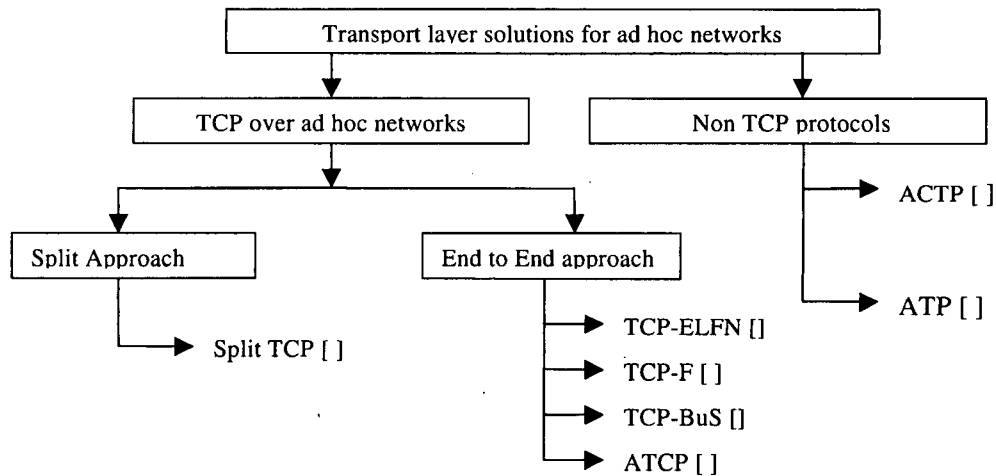 Transport layer solutions for ad hoc networks
TCP over ad hoc networks
Non TCP protocols
ACTP [ ]
Split Approach
End to End approach
ATP [ ]
TCP-ELFN []
Split TCP [ ]
TCP-F [ ]
TCP-BuS []
ATCP [ ]